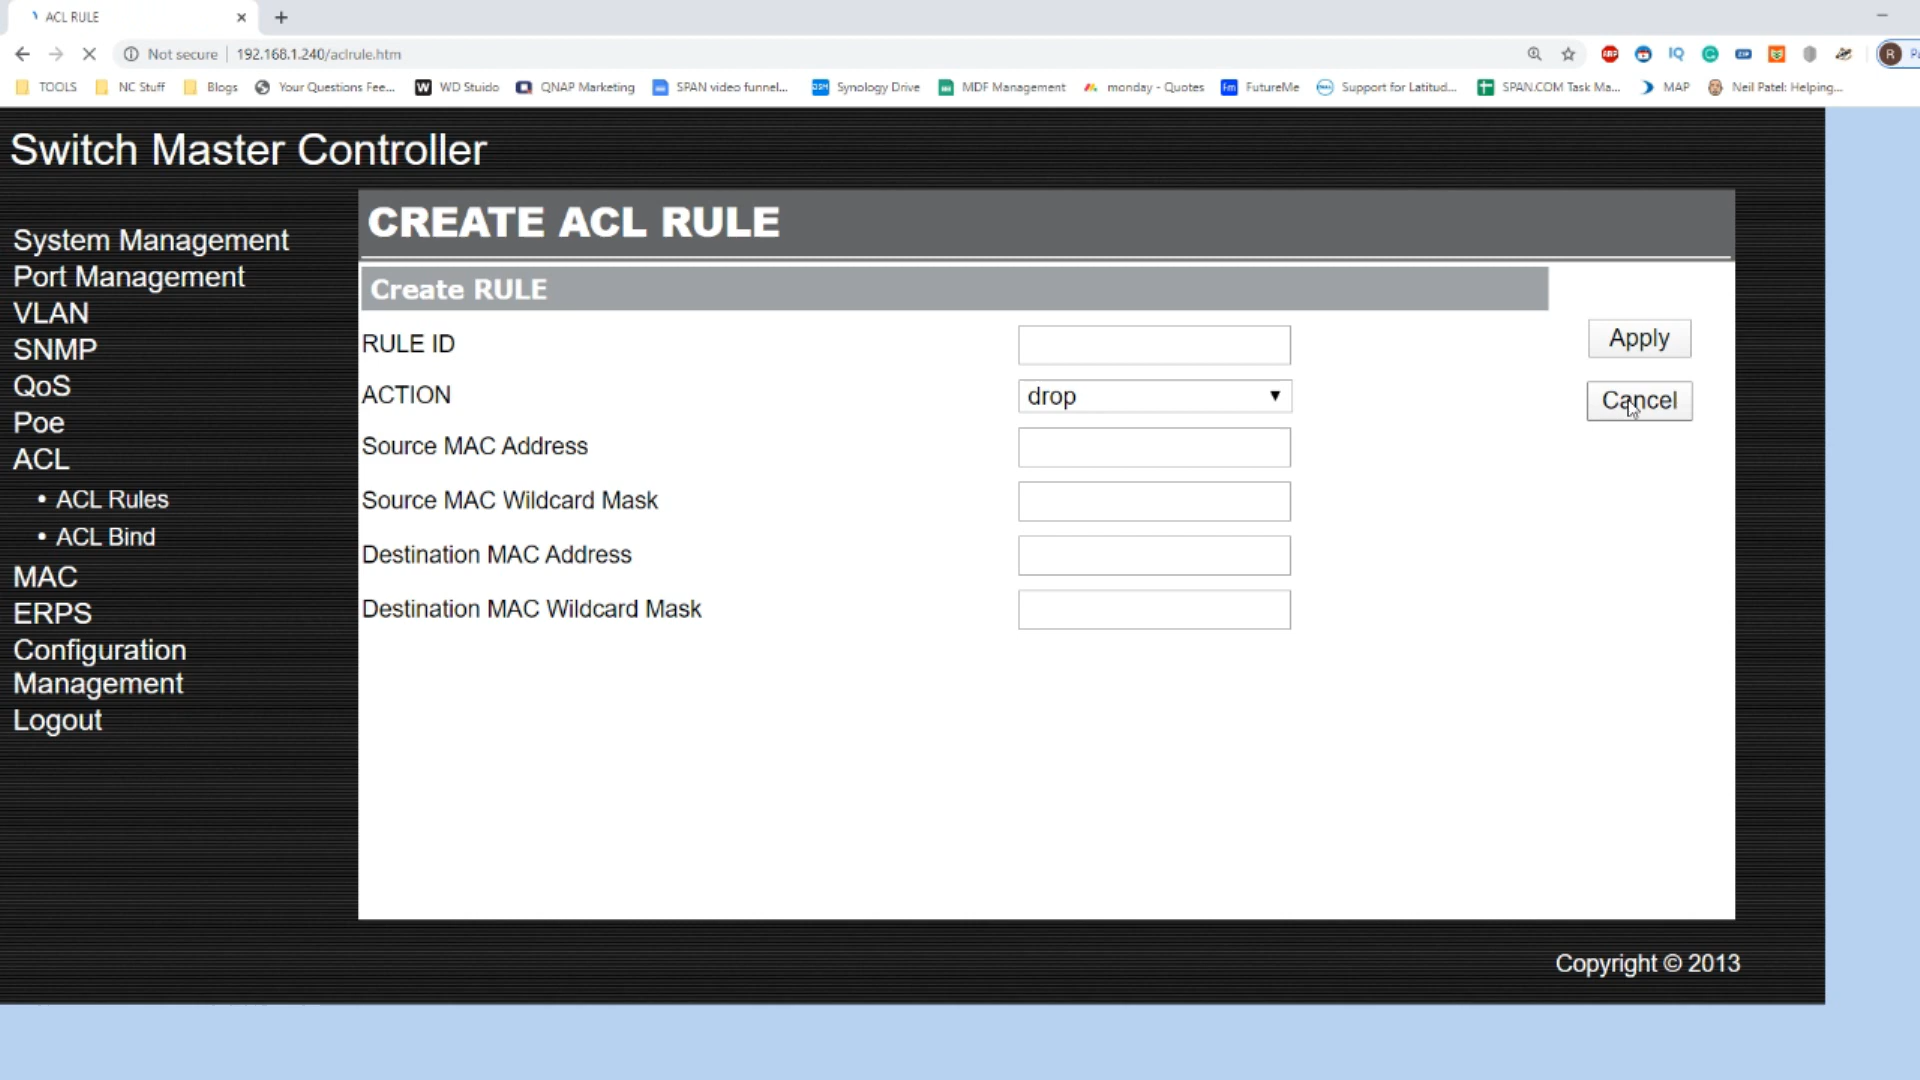 ACL RULE
Not secure 192.168.1.240/aclrule.htm
TOOLS NC Stuff Blogs Your Questions Fee... WD Stuido QNAP Marketing SPAN video funnel... Synology Drive MDF Management monday - Quotes FutureMe Support for Latitud... SPAN.COM Task Ma... MAP Neil Patel: Helping...
Switch Master Controller
System Management
Port Management
VLAN
SNMP
QoS
Poe
ACL
• ACL Rules
• ACL Bind
MAC
ERPS
Configuration
Management
Logout
CREATE ACL RULE
Create RULE
RULE ID
ACTION drop
Source MAC Address
Source MAC Wildcard Mask
Destination MAC Address
Destination MAC Wildcard Mask
Apply
Cancel
Copyright © 2013